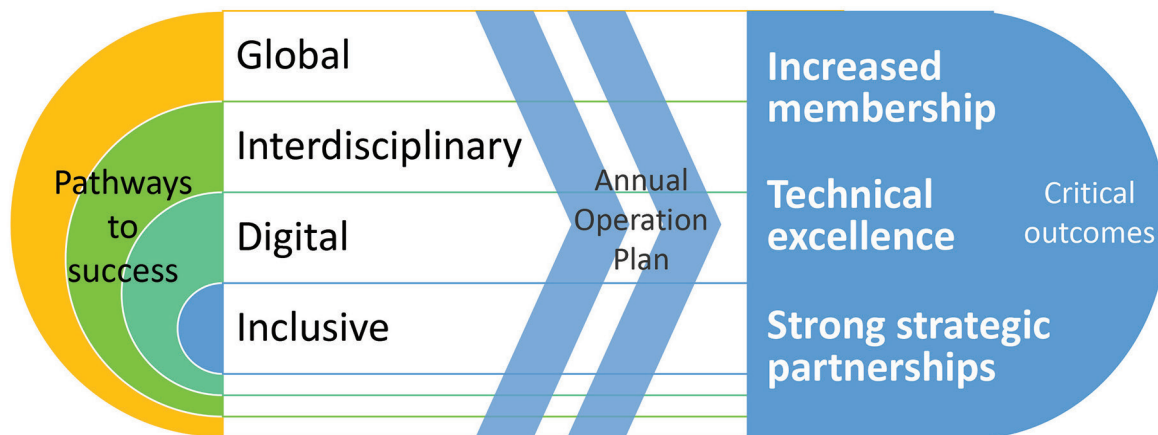 Pathways
to
success
Global
Interdisciplinary
Digital
Inclusive
Annual
Operation
Plan
Increased
membership
Technical
excellence
Strong strategic
partnerships
Critical
outcomes